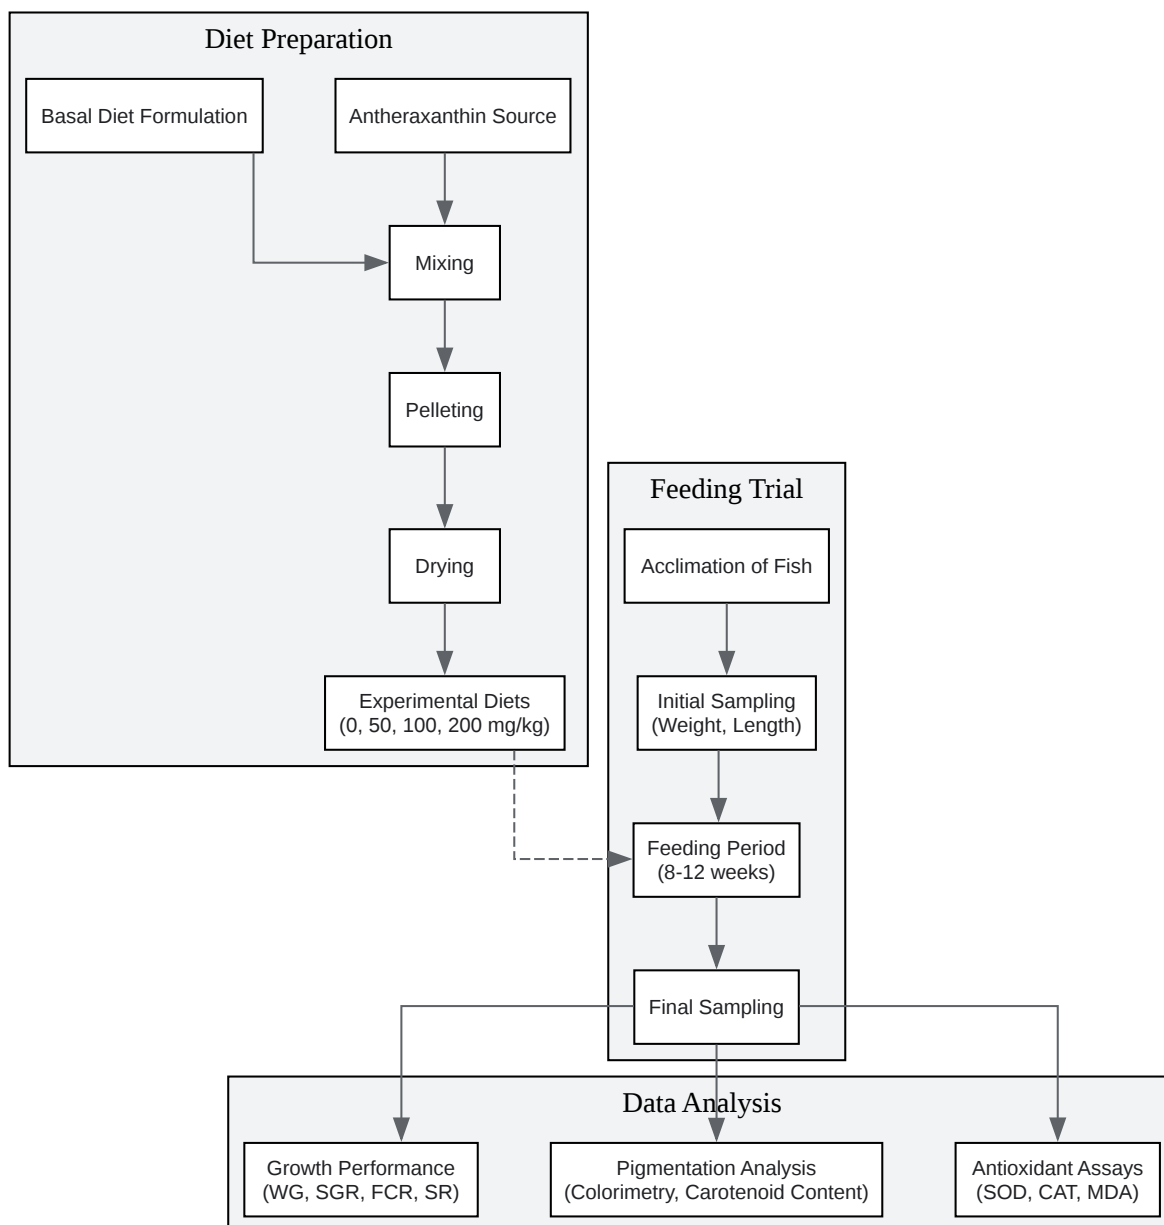 Diet Preparation
Basal Diet Formulation
Antheraxanthin Source
Mixing
Pelleting
Drying
Experimental Diets
(0, 50, 100, 200 mg/kg)
Feeding Trial
Acclimation of Fish
Initial Sampling
(Weight, Length)
Feeding Period
(8-12 weeks)
Final Sampling
Data Analysis
Growth Performance
(WG, SGR, FCR, SR)
Pigmentation Analysis
(Colorimetry, Carotenoid Content)
Antioxidant Assays
(SOD, CAT, MDA)